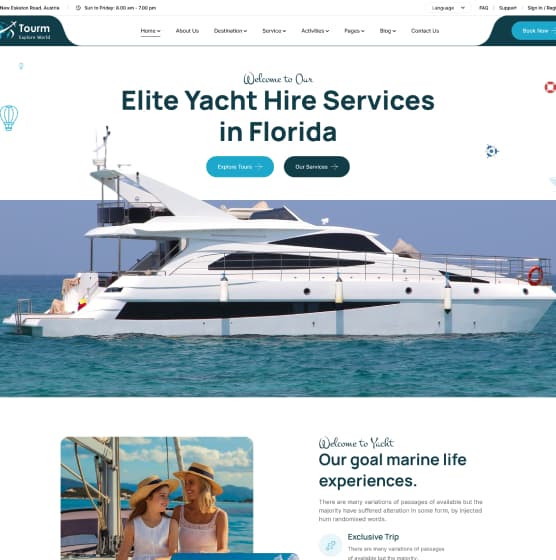 New Eskaton Road, Austria
Sun to Friday: 8.00 am - 7.00 pm
Language
FAQ
Support
Sign In /
Tourm
Explore World
Home
About Us
Destination
Service
Activities
Pages
Blog
Contact Us
Book Now
Welcome to Our
Elite Yacht Hire Services
in Florida
Explore Tours
Our Services
Welcome to Yacht
Our goal marine life
experiences.
There are many variations of passages of available but the
majority have suffered alteration in some form, by injected
hum randomised words.
Exclusive Trip
There are many variations of passages
of available but the majority.